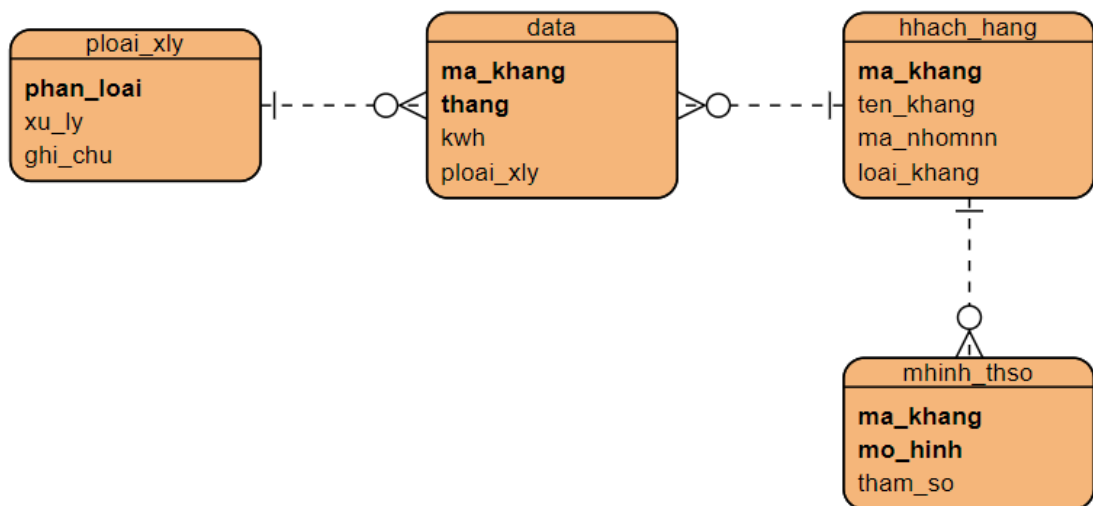 ploai_xly
phan_loai
xu_ly
ghi_chu
data
ma_khang
thang
kwh
ploai_xly
hhach_hang
ma_khang
ten_khang
ma_nhomnn
loai_khang
mhinh_thso
ma_khang
mo_hinh
tham_so